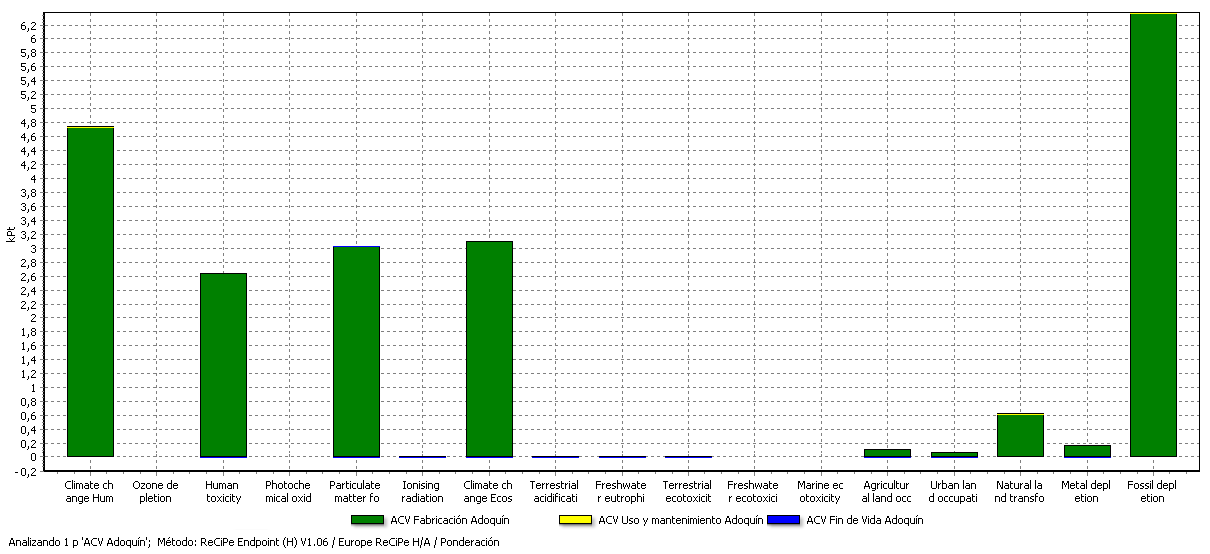 6,2
6
5,8
5,6
5,4
5,2
5
4,8
4,6
4,4
4,2
4
3,8
3,6
3,4
3,2
3
2,8
2,6
2,4
2,2
2
1,8
1,6
1,4
1,2
1
0,8
0,6
0,4
0,2
0
-0,2
kPt
Climate ch
ange Hum
Ozone de
pletion
Human
toxicity
Photoche
mical oxid
Particulate
matter fo
Ionising
radiation
Climate ch
ange Ecos
Terrestrial
acidificati
Freshwate
r eutrophi
Terrestrial
ecotoxicit
Freshwate
r ecotoxici
Marine ec
otoxicity
Agricultur
al land occ
Urban lan
d occupati
Natural la
nd transfo
Metal depl
etion
Fossil depl
etion
ACV Fabricación Adoquín
ACV Uso y mantenimiento Adoquín
ACV Fin de Vida Adoquín
Analizando 1 p 'ACV Adoquín'; Método: ReCiPe Endpoint (H) V1.06 / Europe ReCiPe H/A / Ponderación